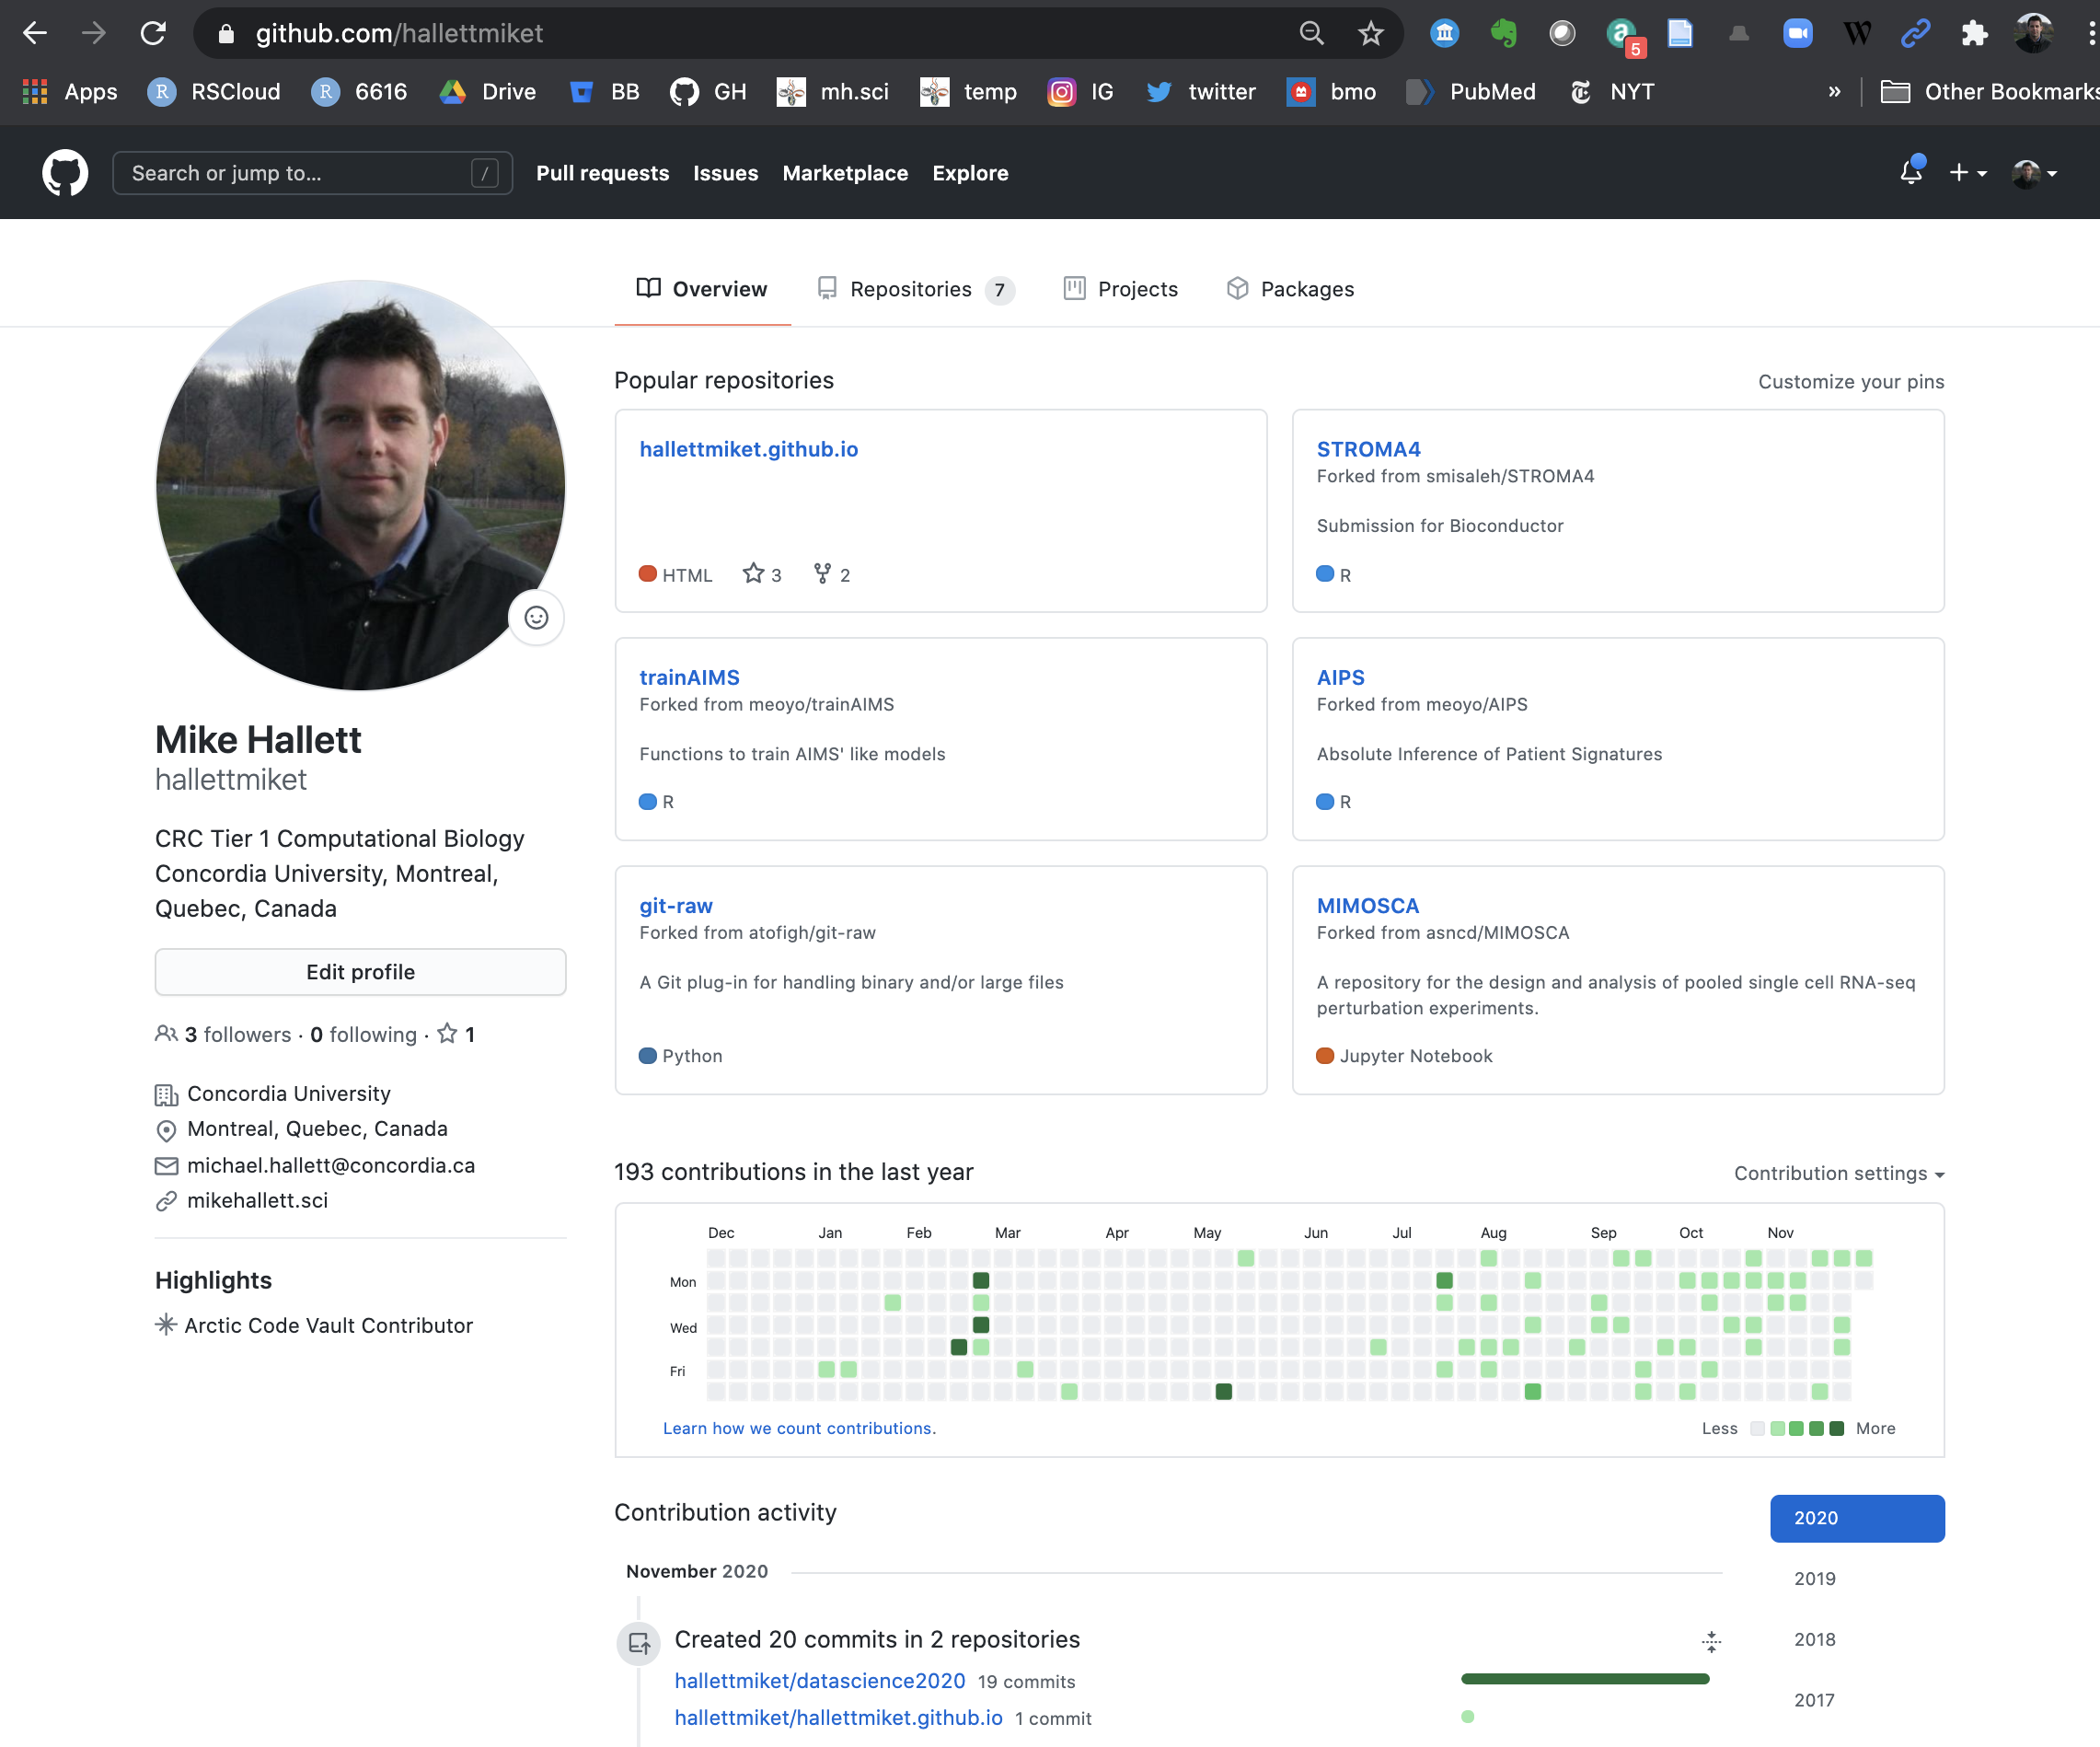 github.com/hallettmiket
5
Apps RSCloud 6616 Drive BB GH mh.sci temp IG twitter bmo PubMed NYT » Other Bookmarks
Search or jump to... / Pull requests Issues Marketplace Explore
Overview Repositories 7 Projects Packages
Mike Hallett
hallettmiket
CRC Tier 1 Computational Biology
Concordia University, Montreal,
Quebec, Canada
Edit profile
3 followers · 0 following · 1
Concordia University
Montreal, Quebec, Canada
michael.hallett@concordia.ca
mikehallett.sci
Highlights
Arctic Code Vault Contributor
Popular repositories
Customize your pins
hallettmiket.github.io
HTML 3 2
STROMA4
Forked from smisaleh/STROMA4
Submission for Bioconductor
R
trainAIMS
Forked from meoyo/trainAIMS
Functions to train AIMS' like models
R
AIPS
Forked from meoyo/AIPS
Absolute Inference of Patient Signatures
R
git-raw
Forked from atofigh/git-raw
A Git plug-in for handling binary and/or large files
Python
MIMOSCA
Forked from asncd/MIMOSCA
A repository for the design and analysis of pooled single cell RNA-seq
perturbation experiments.
Jupyter Notebook
193 contributions in the last year
Contribution settings
Dec Jan Feb Mar Apr May Jun Jul Aug Sep Oct Nov
Mon
Wed
Fri
Learn how we count contributions.
Less More
Contribution activity
2020
2019
2018
2017
November 2020
Created 20 commits in 2 repositories
hallettmiket/datascience2020 19 commits
hallettmiket/hallettmiket.github.io 1 commit